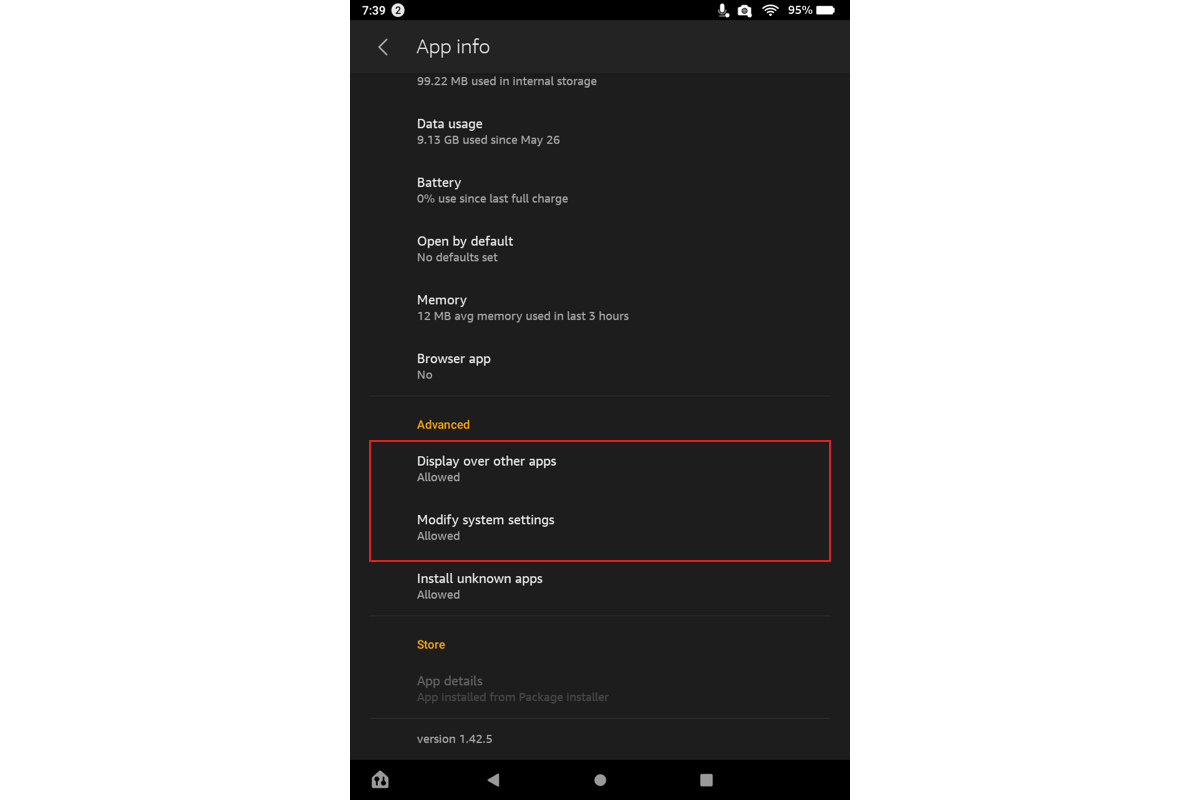 7:39 2 95%
App info
99.22 MB used in internal storage
Data usage
9.13 GB used since May 26
Battery
0% use since last full charge
Open by default
No defaults set
Memory
12 MB avg memory used in last 3 hours
Browser app
No
Advanced
Display over other apps
Allowed
Modify system settings
Allowed
Install unknown apps
Allowed
Store
App details
App installed from Package installer
version 1.42.5